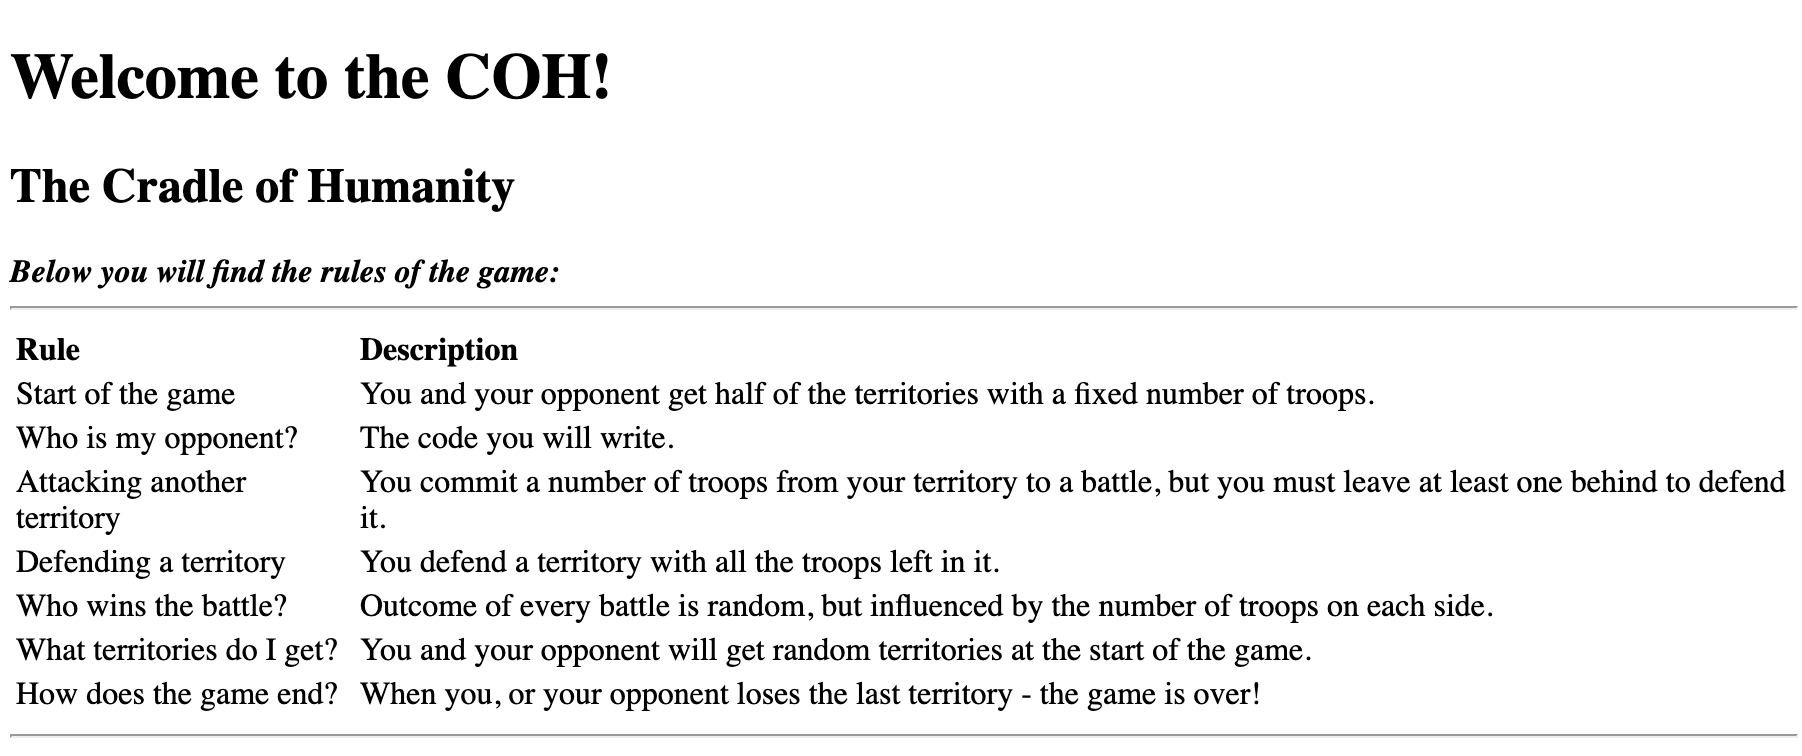 Welcome to the COH!
The Cradle of Humanity
Below you will find the rules of the game:
Rule Description
Start of the game You and your opponent get half of the territories with a fixed number of troops.
Who is my opponent? The code you will write.
Attacking another You commit a number of troops from your territory to a battle, but you must leave at least one behind to defend
territory it.
Defending a territory You defend a territory with all the troops left in it.
Who wins the battle? Outcome of every battle is random, but influenced by the number of troops on each side.
What territories do I get? You and your opponent will get random territories at the start of the game.
How does the game end? When you, or your opponent loses the last territory - the game is over!